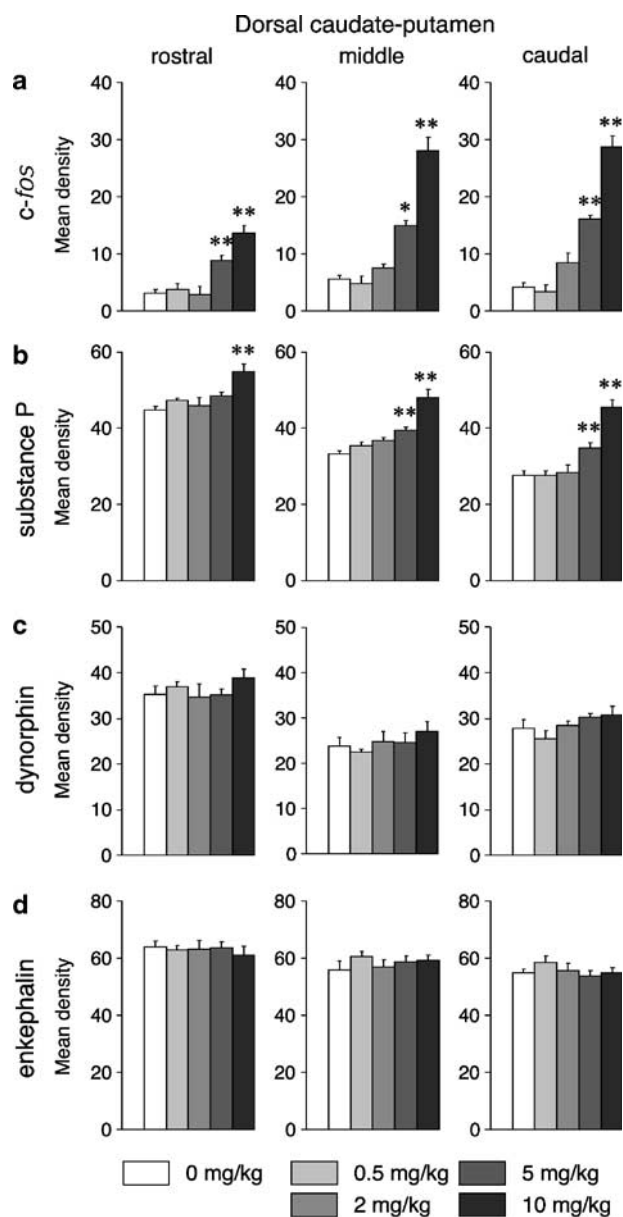 Dorsal caudate-putamen
rostral middle caudal
a
c-fos
Mean density
40 40 40
30 30 30
20 20 20
10 10 10
0 0 0
** ** * ** ** **
b
substance P
Mean density
60 60 60
40 40 40
20 20 20
0 0 0
** ** ** ** **
c
dynorphin
Mean density
50 50 50
40 40 40
30 30 30
20 20 20
10 10 10
0 0 0
d
enkephalin
Mean density
80 80 80
60 60 60
40 40 40
20 20 20
0 0 0
0 mg/kg 0.5 mg/kg 5 mg/kg
2 mg/kg 10 mg/kg